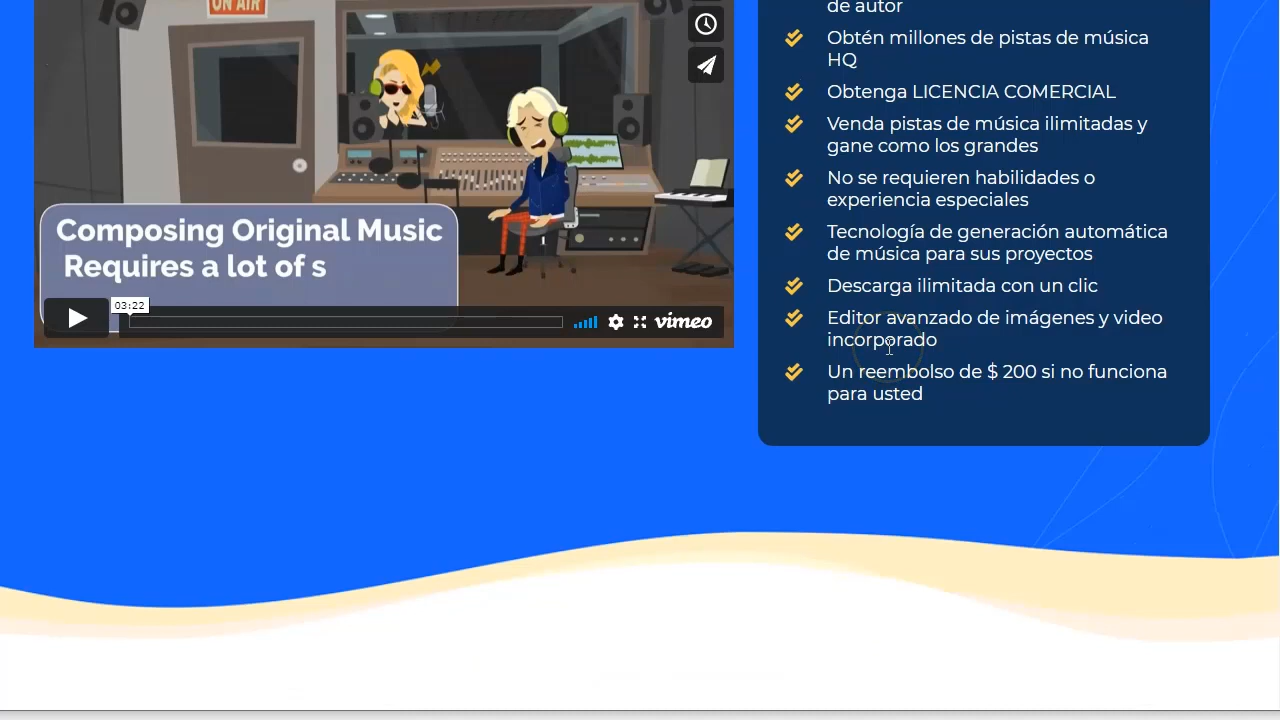 ON AIR
Composing Original Music
Requires a lot of s
03:22
vimeo
de autor
Obtén millones de pistas de música
HQ
Obtenga LICENCIA COMERCIAL
Venda pistas de música ilimitadas y
gane como los grandes
No se requieren habilidades o
experiencia especiales
Tecnología de generación automática
de música para sus proyectos
Descarga ilimitada con un clic
Editor avanzado de imágenes y video
incorporado
Un reembolso de $ 200 si no funciona
para usted